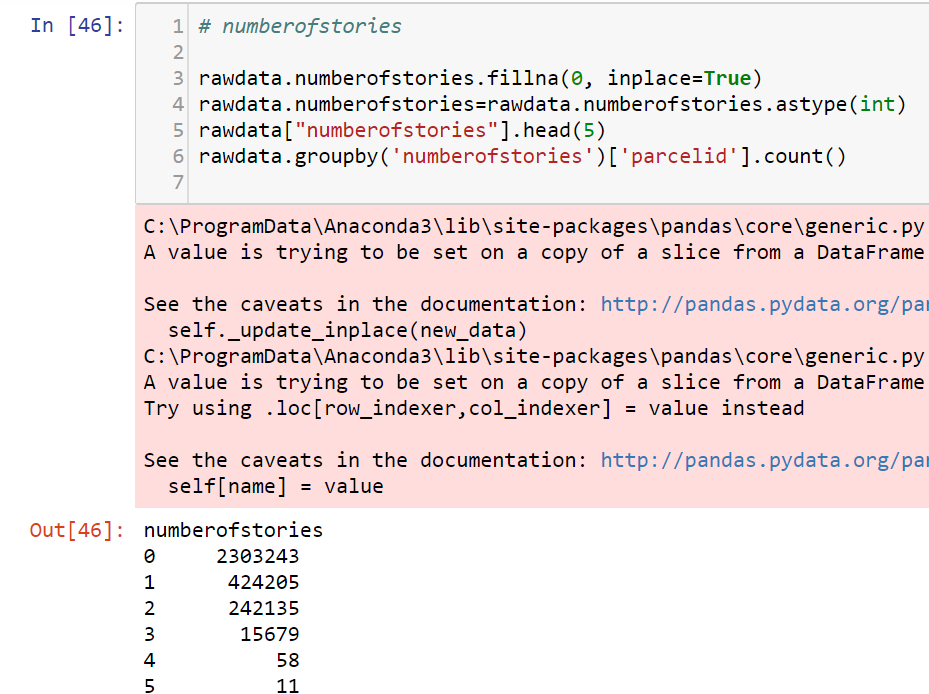 In [46]:
1 # numberofstories
2
3 rawdata.numberofstories.fillna(0, inplace=True)
4 rawdata.numberofstories=rawdata.numberofstories.astype(int)
5 rawdata["numberofstories"].head(5)
6 rawdata.groupby('numberofstories')['parcelid'].count()
7
C:\ProgramData\Anaconda3\lib\site-packages\pandas\core\generic.py
A value is trying to be set on a copy of a slice from a DataFrame
See the caveats in the documentation: http://pandas.pydata.org/
self._update_inplace(new_data)
C:\ProgramData\Anaconda3\lib\site-packages\pandas\core\generic.py
A value is trying to be set on a copy of a slice from a DataFrame
Try using .loc[row_indexer,col_indexer] = value instead
See the caveats in the documentation: http://pandas.pydata.org/
self[name] = value
Out[46]: numberofstories
0 2303243
1 424205
2 242135
3 15679
4 58
5 11